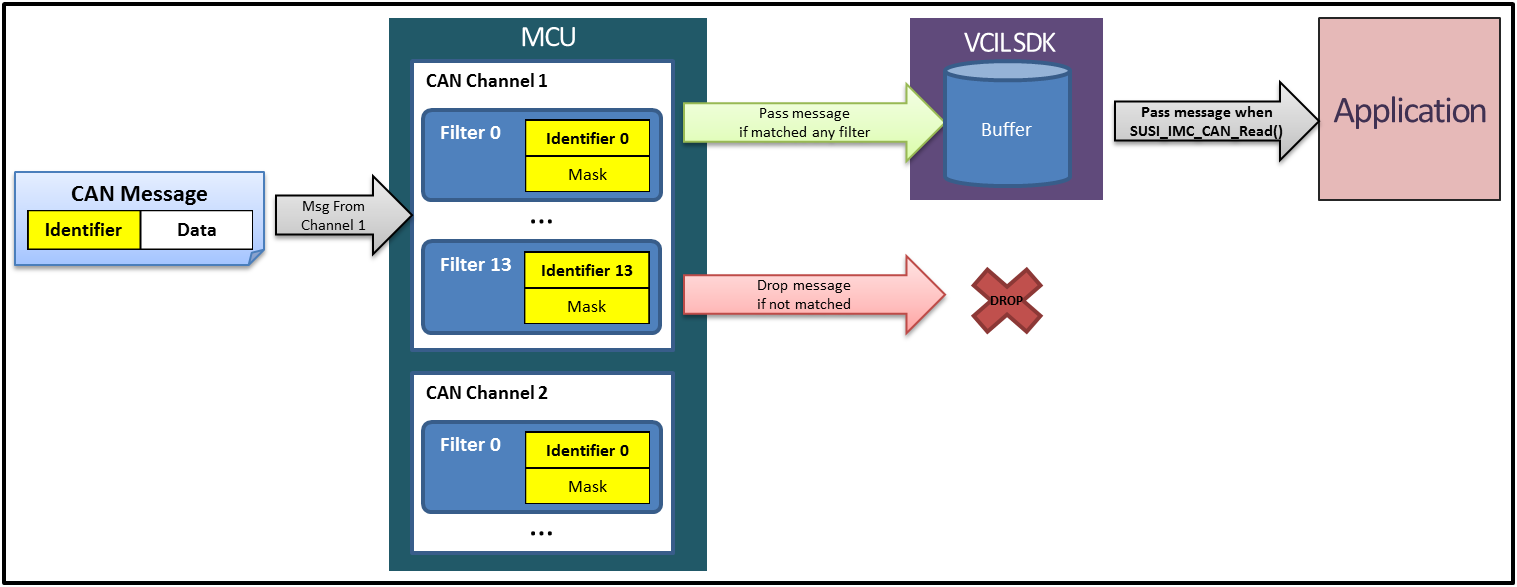 CAN Message
Identifier
Data
Msg From
Channel 1
MCU
CAN Channel 1
Filter 0
Identifier 0
Mask
...
Filter 13
Identifier 13
Mask
CAN Channel 2
Filter 0
Identifier 0
Mask
...
Pass message
if matched any filter
Drop message
if not matched
VCIL SDK
Buffer
DROP
Pass message when
SUSI_IMC_CAN_Read()
Application